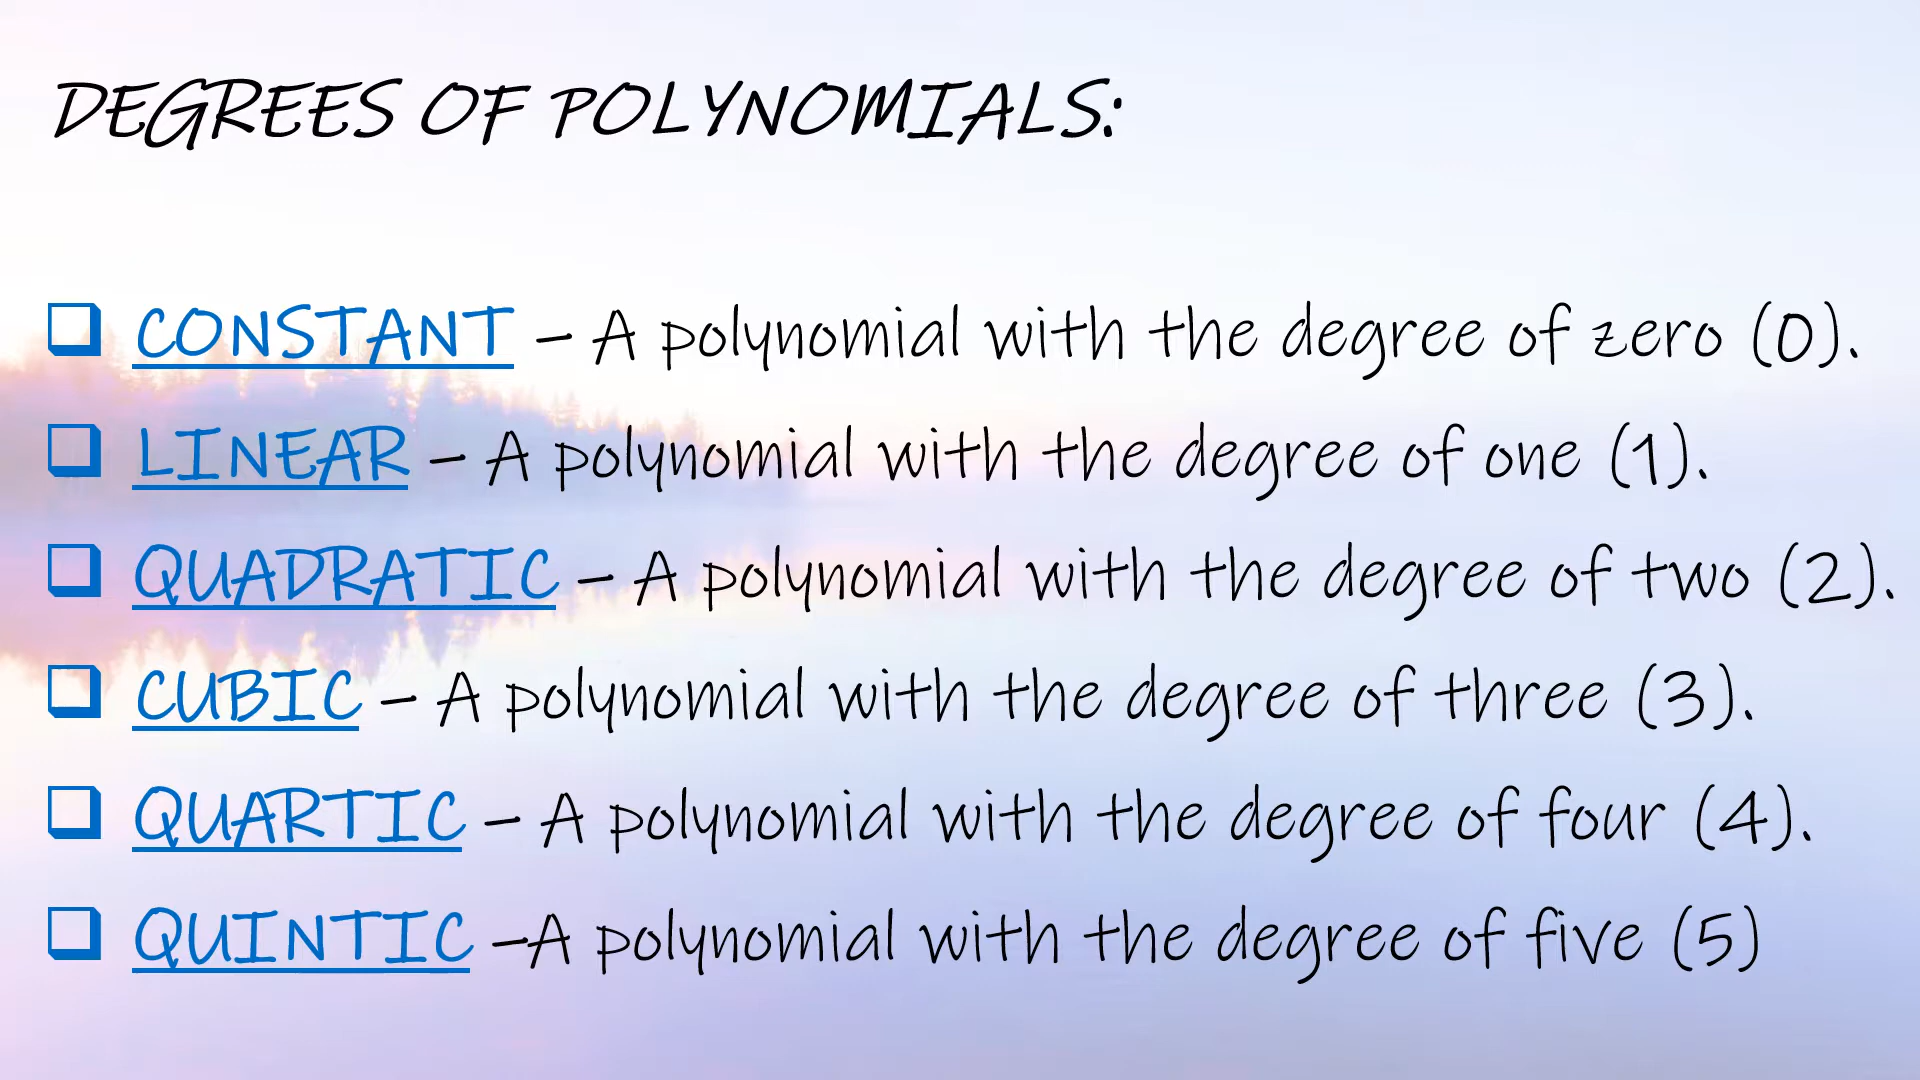 DEGREES OF POLYNOMIALS:
CONSTANT – A polynomial with the degree of zero (0).
LINEAR – A polynomial with the degree of one (1).
QUADRATIC – A polynomial with the degree of two (2).
CUBIC – A polynomial with the degree of three (3).
QUARTIC – A polynomial with the degree of four (4).
QUINTIC –A polynomial with the degree of five (5)